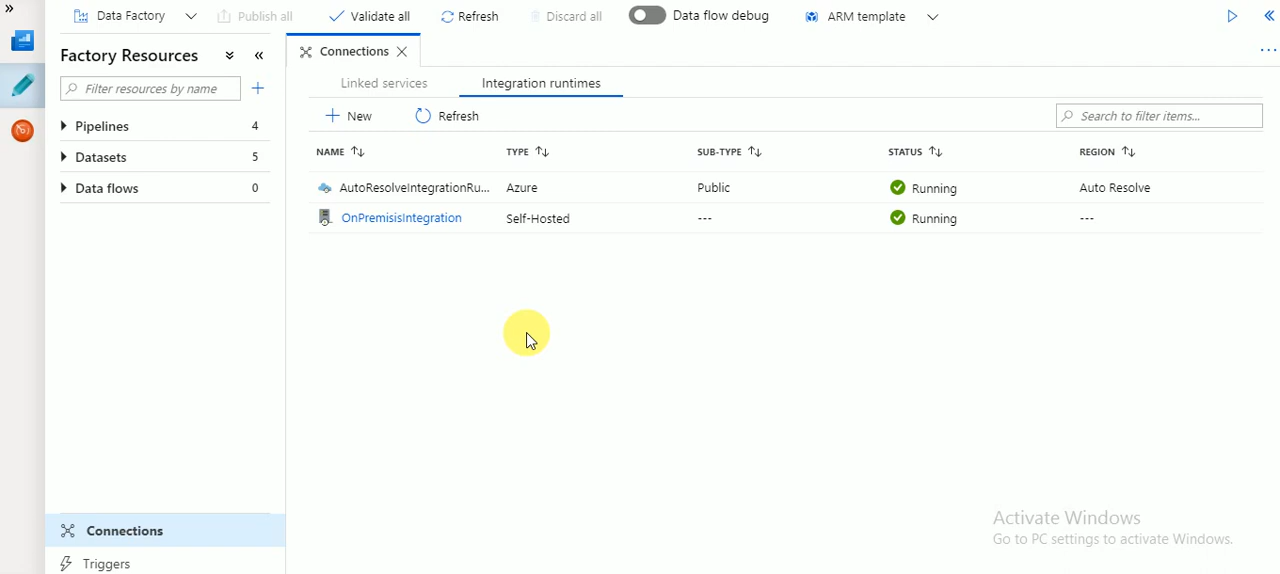 Data Factory Publish all Validate all Refresh Discard all Data flow debug ARM template
Factory Resources
Filter resources by name
Pipelines 4
Datasets 5
Data flows 0
Connections
Triggers
Connections
Linked services Integration runtimes
New Refresh Search to filter items...
NAME TYPE SUB-TYPE STATUS REGION
AutoResolveIntegrationRu... Azure Public Running Auto Resolve
OnPremisisIntegration Self-Hosted --- Running ---
Activate Windows
Go to PC settings to activate Windows.